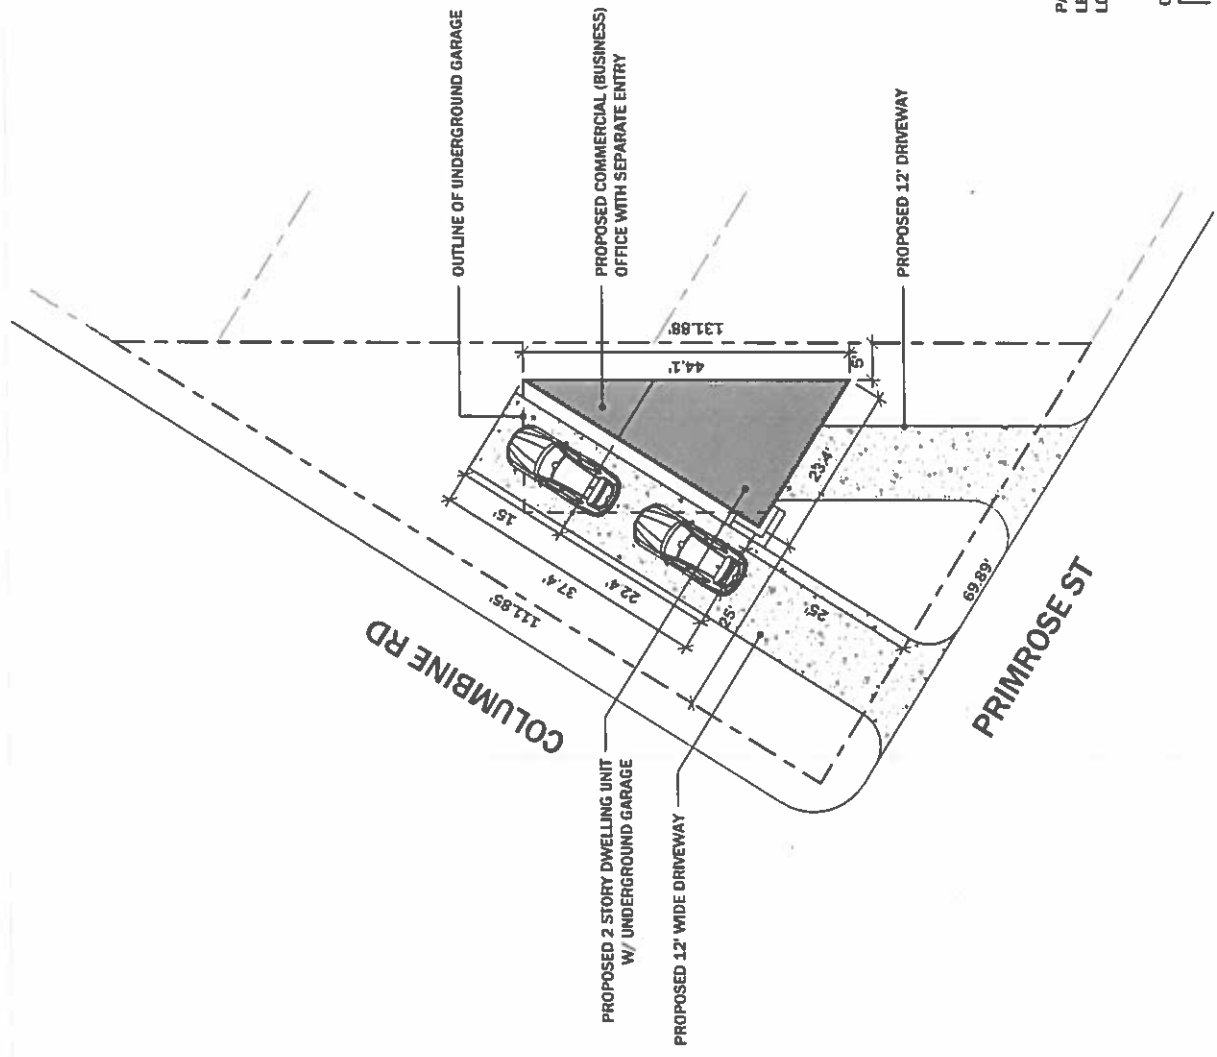 OUTLINE OF UNDERGROUND GARAGE
PROPOSED COMMERCIAL (BUSINESS)
OFFICE WITH SEPARATE ENTRY
PROPOSED 12' DRIVEWAY
131.88'
44.1'
5'
15'
37.4'
22.4'
111.85'
25'
25'
23.4'
69.89'
COLUMBINE RD
PRIMROSE ST
PROPOSED 2 STORY DWELLING UNIT
W/ UNDERGROUND GARAGE
PROPOSED 12' WIDE DRIVEWAY